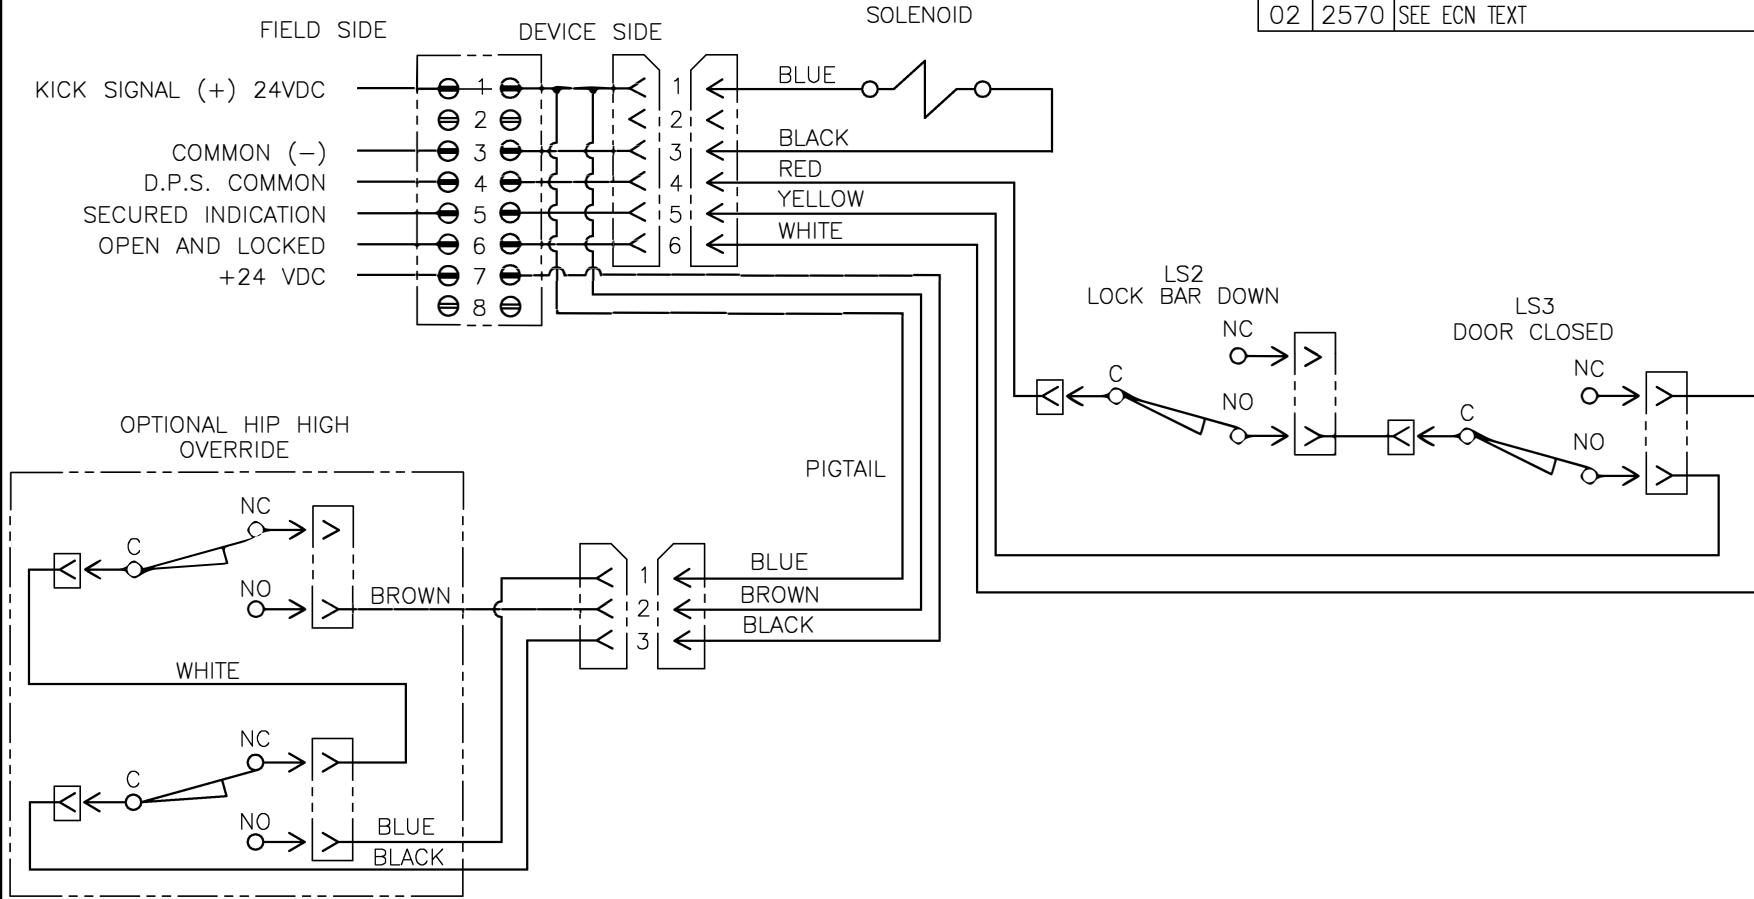 02 2570 SEE ECN TEXT
SOLENOID
FIELD SIDE
DEVICE SIDE
KICK SIGNAL (+) 24VDC
COMMON (−)
D.P.S. COMMON
SECURED INDICATION
OPEN AND LOCKED
+24 VDC
1
2
3
4
5
6
7
8
1
2
3
4
5
6
BLUE
BLACK
RED
YELLOW
WHITE
LS2
LOCK BAR DOWN
NC
C
NO
LS3
DOOR CLOSED
NC
C
NO
OPTIONAL HIP HIGH
OVERRIDE
NC
C
NO
BROWN
WHITE
NC
C
NO
BLUE
BLACK
PIGTAIL
1
2
3
BLUE
BROWN
BLACK